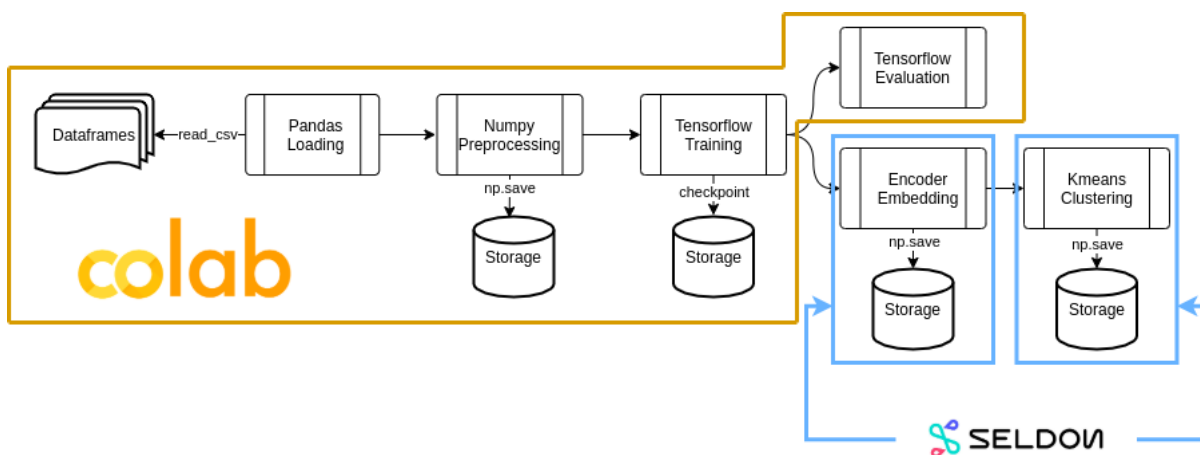 Tensorflow
Evaluation
Dataframes
read_csv
Pandas
Loading
Numpy
Preprocessing
Tensorflow
Training
np.save
checkpoint
Storage
Storage
Encoder
Embedding
Kmeans
Clustering
np.save
np.save
Storage
Storage
colab
SELDON